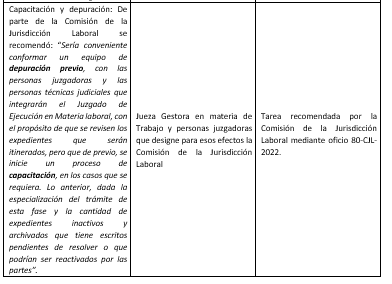 Capacitación y depuración: De
parte de la Comisión de la
Jurisdicción Laboral se
recomendó: "Sería conveniente
conformar un equipo de
depuración previo, con las
personas juzgadoras y las
personas técnicas judiciales que
integrarán el Juzgado de
Ejecución en Materia laboral, con
el propósito de que se revisen los
expedientes que serán
itinerados, pero que de previo, se
inicie un proceso de
capacitación, en los casos que se
requiera. Lo anterior, dada la
especialización del trámite de
esta fase y la cantidad de
expedientes inactivos y
archivados que tiene escritos
pendientes de resolver o que
podrían ser reactivados por las
partes".
Jueza Gestora en materia de
Trabajo y personas juzgadoras
que designe para esos efectos la
Comisión de la Jurisdicción
Laboral
Tarea recomendada por la
Comisión de la Jurisdicción
Laboral mediante oficio 80-CJL-
2022.